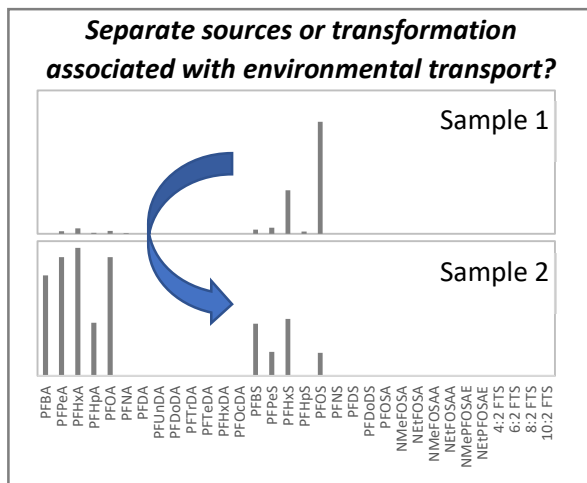 Separate sources or transformation
associated with environmental transport?
Sample 1
Sample 2
PFBA
PFPeA
PFHxA
PFHpA
PFOA
PFNA
PFDA
PFUnDA
PFDoDA
PFTrDA
PFTeDA
PFHxDA
PFOcDA
PFBS
PFPeS
PFHxS
PFHpS
PFOS
PFNS
PFDS
PFDoDS
PFOSA
NMeFOSA
NEtFOSA
NMeFOSAA
NEtFOSAA
NMePFOSAE
NEtPFOSAE
4:2 FTS
6:2 FTS
8:2 FTS
10:2 FTS